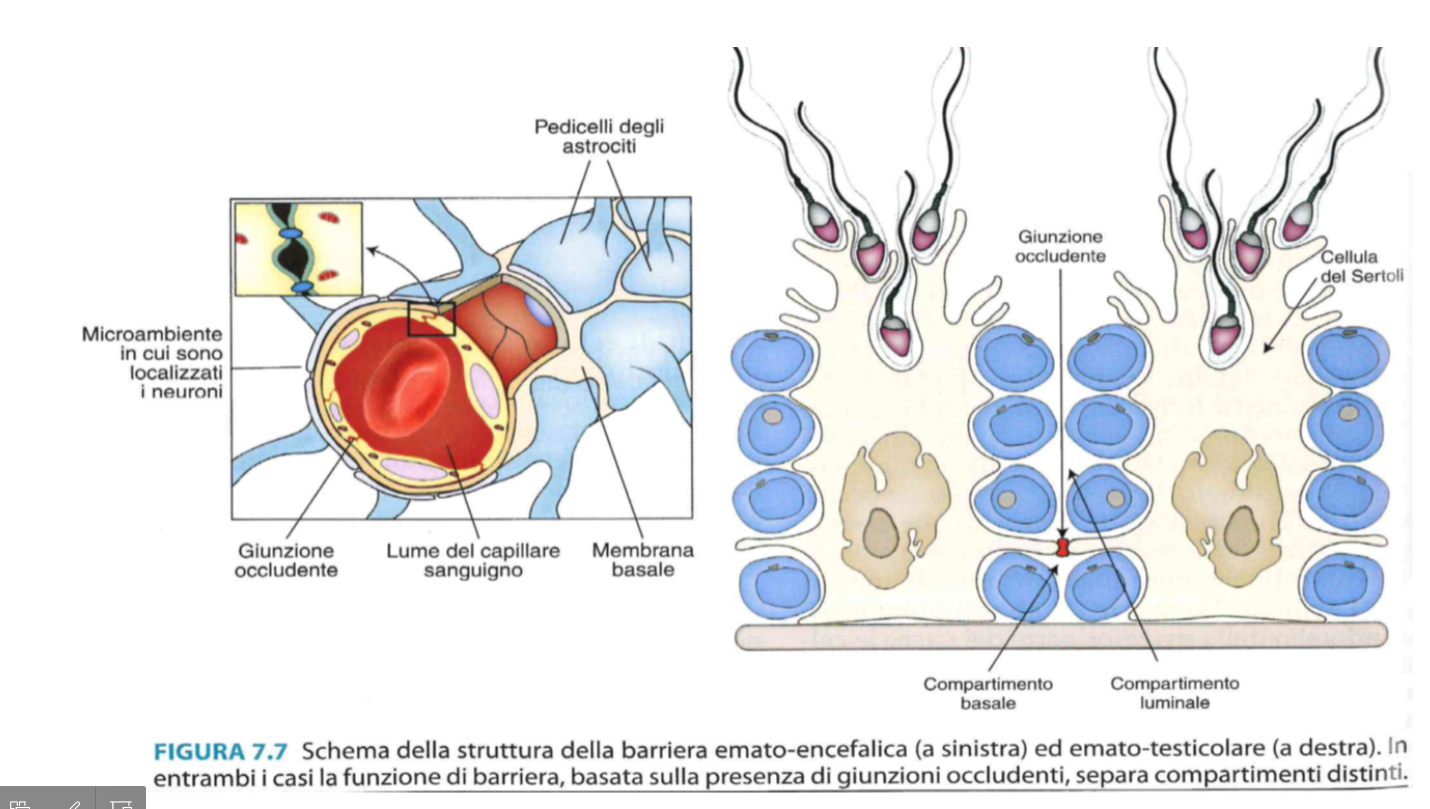 Pedicelli degli
astrociti
Microambiente
in cui sono
localizzati
i neuroni
Giunzione
occludente
Lume del capillare
sanguigno
Membrana
basale
Giunzione
occludente
Cellula
del Sertoli
Compartimento
basale
Compartimento
luminale
FIGURA 7.7 Schema della struttura della barriera emato-encefalica (a sinistra) ed emato-testicolare (a destra). In
entrambi i casi la funzione di barriera, basata sulla presenza di giunzioni occludenti, separa compartimenti distinti.